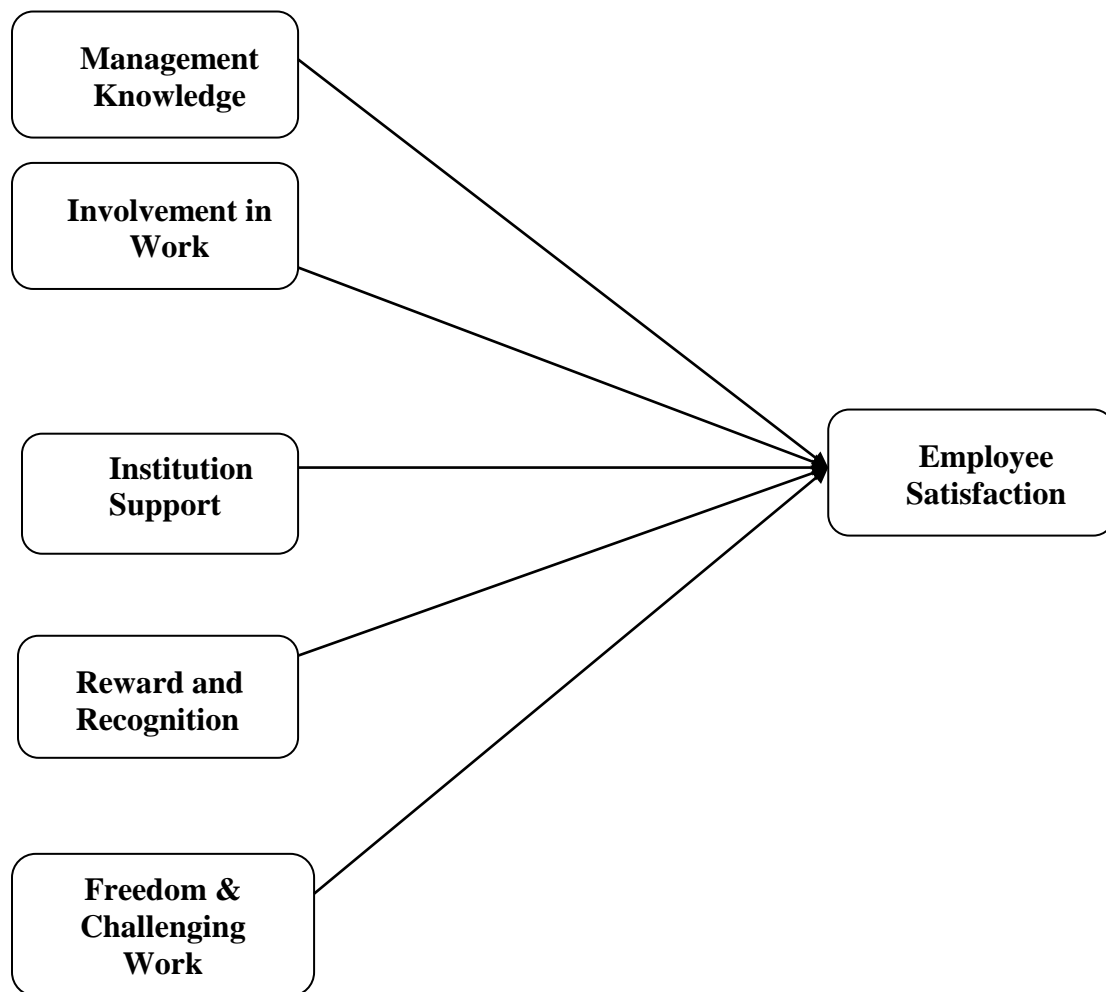 Management
Knowledge
Involvement in
Work
Institution
Support
Employee
Satisfaction
Reward and
Recognition
Freedom &
Challenging
Work